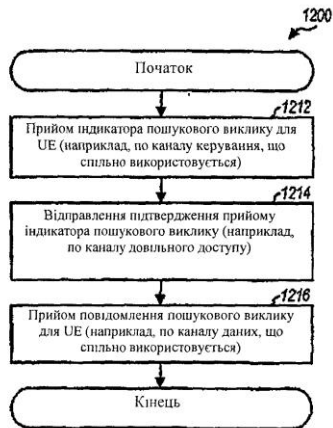 1200
Початок
1212
Прийом індикатора пошукового виклику для
UE (наприклад, по каналу керування, що
спільно використовується)
1214
Відправлення підтвердження прийому
індикатора пошукового виклику (наприклад,
по каналу довільного доступу)
1216
Прийом повідомлення пошукового виклику
для UE (наприклад, по каналу даних, що
спільно використовується)
Кінець